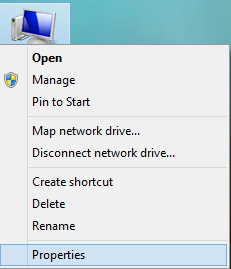 Open
Manage
Pin to Start
Map network drive...
Disconnect network drive...
Create shortcut
Delete
Rename
Properties